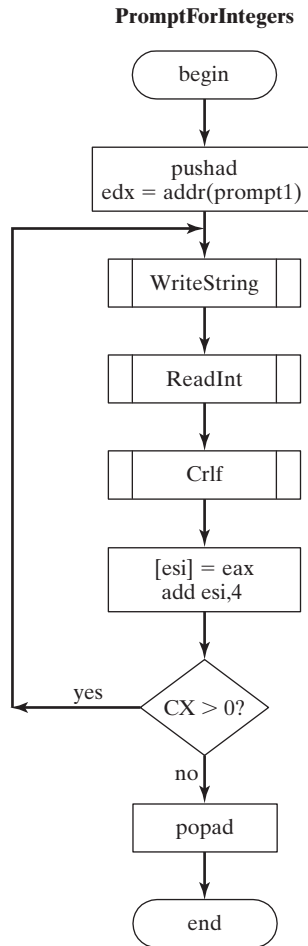 PromptForIntegers
begin
pushad
edx = addr(prompt1)
WriteString
ReadInt
Crlf
[esi] = eax
add esi,4
yes
CX > 0?
no
popad
end